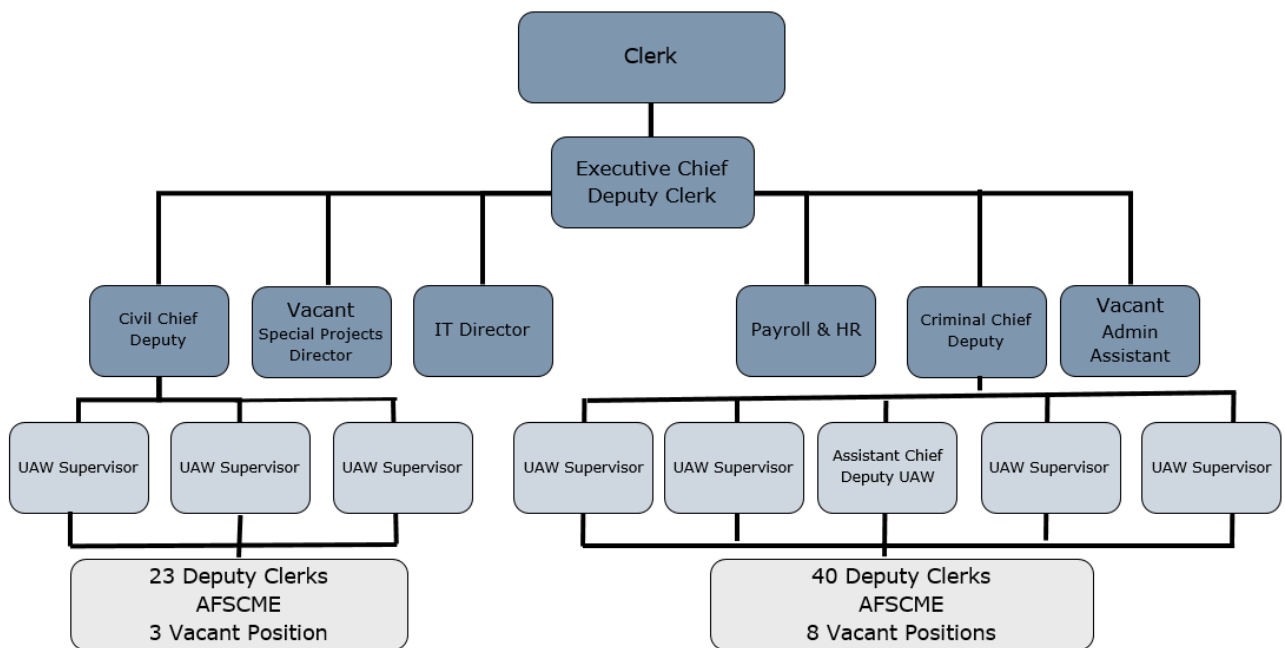 Clerk
Executive Chief
Deputy Clerk
Civil Chief
Deputy
Vacant
Special Projects
Director
IT Director
Payroll & HR
Criminal Chief
Deputy
Vacant
Admin
Assistant
UAW Supervisor
UAW Supervisor
UAW Supervisor
UAW Supervisor
UAW Supervisor
Assistant Chief
Deputy UAW
UAW Supervisor
UAW Supervisor
23 Deputy Clerks
AFSCME
3 Vacant Position
40 Deputy Clerks
AFSCME
8 Vacant Positions